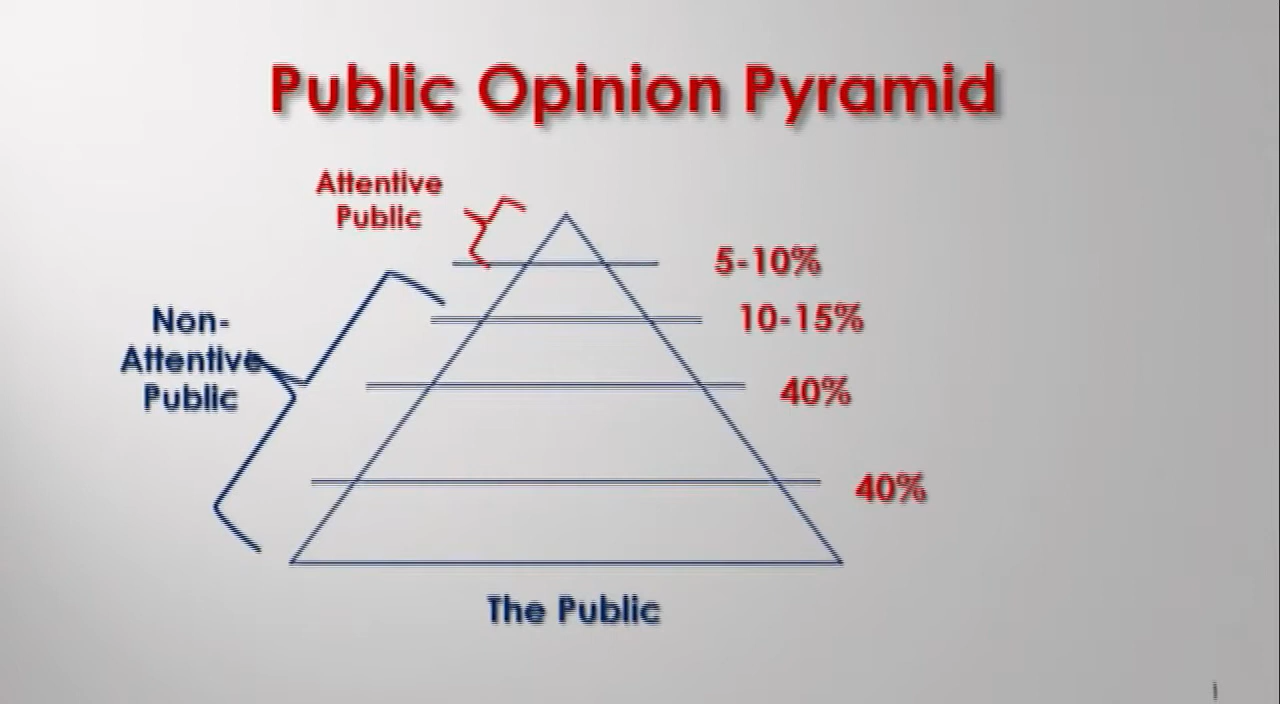 Public Opinion Pyramid
Attentive
Public
5-10%
10-15%
Non-
Attentive
Public
40%
40%
The Public